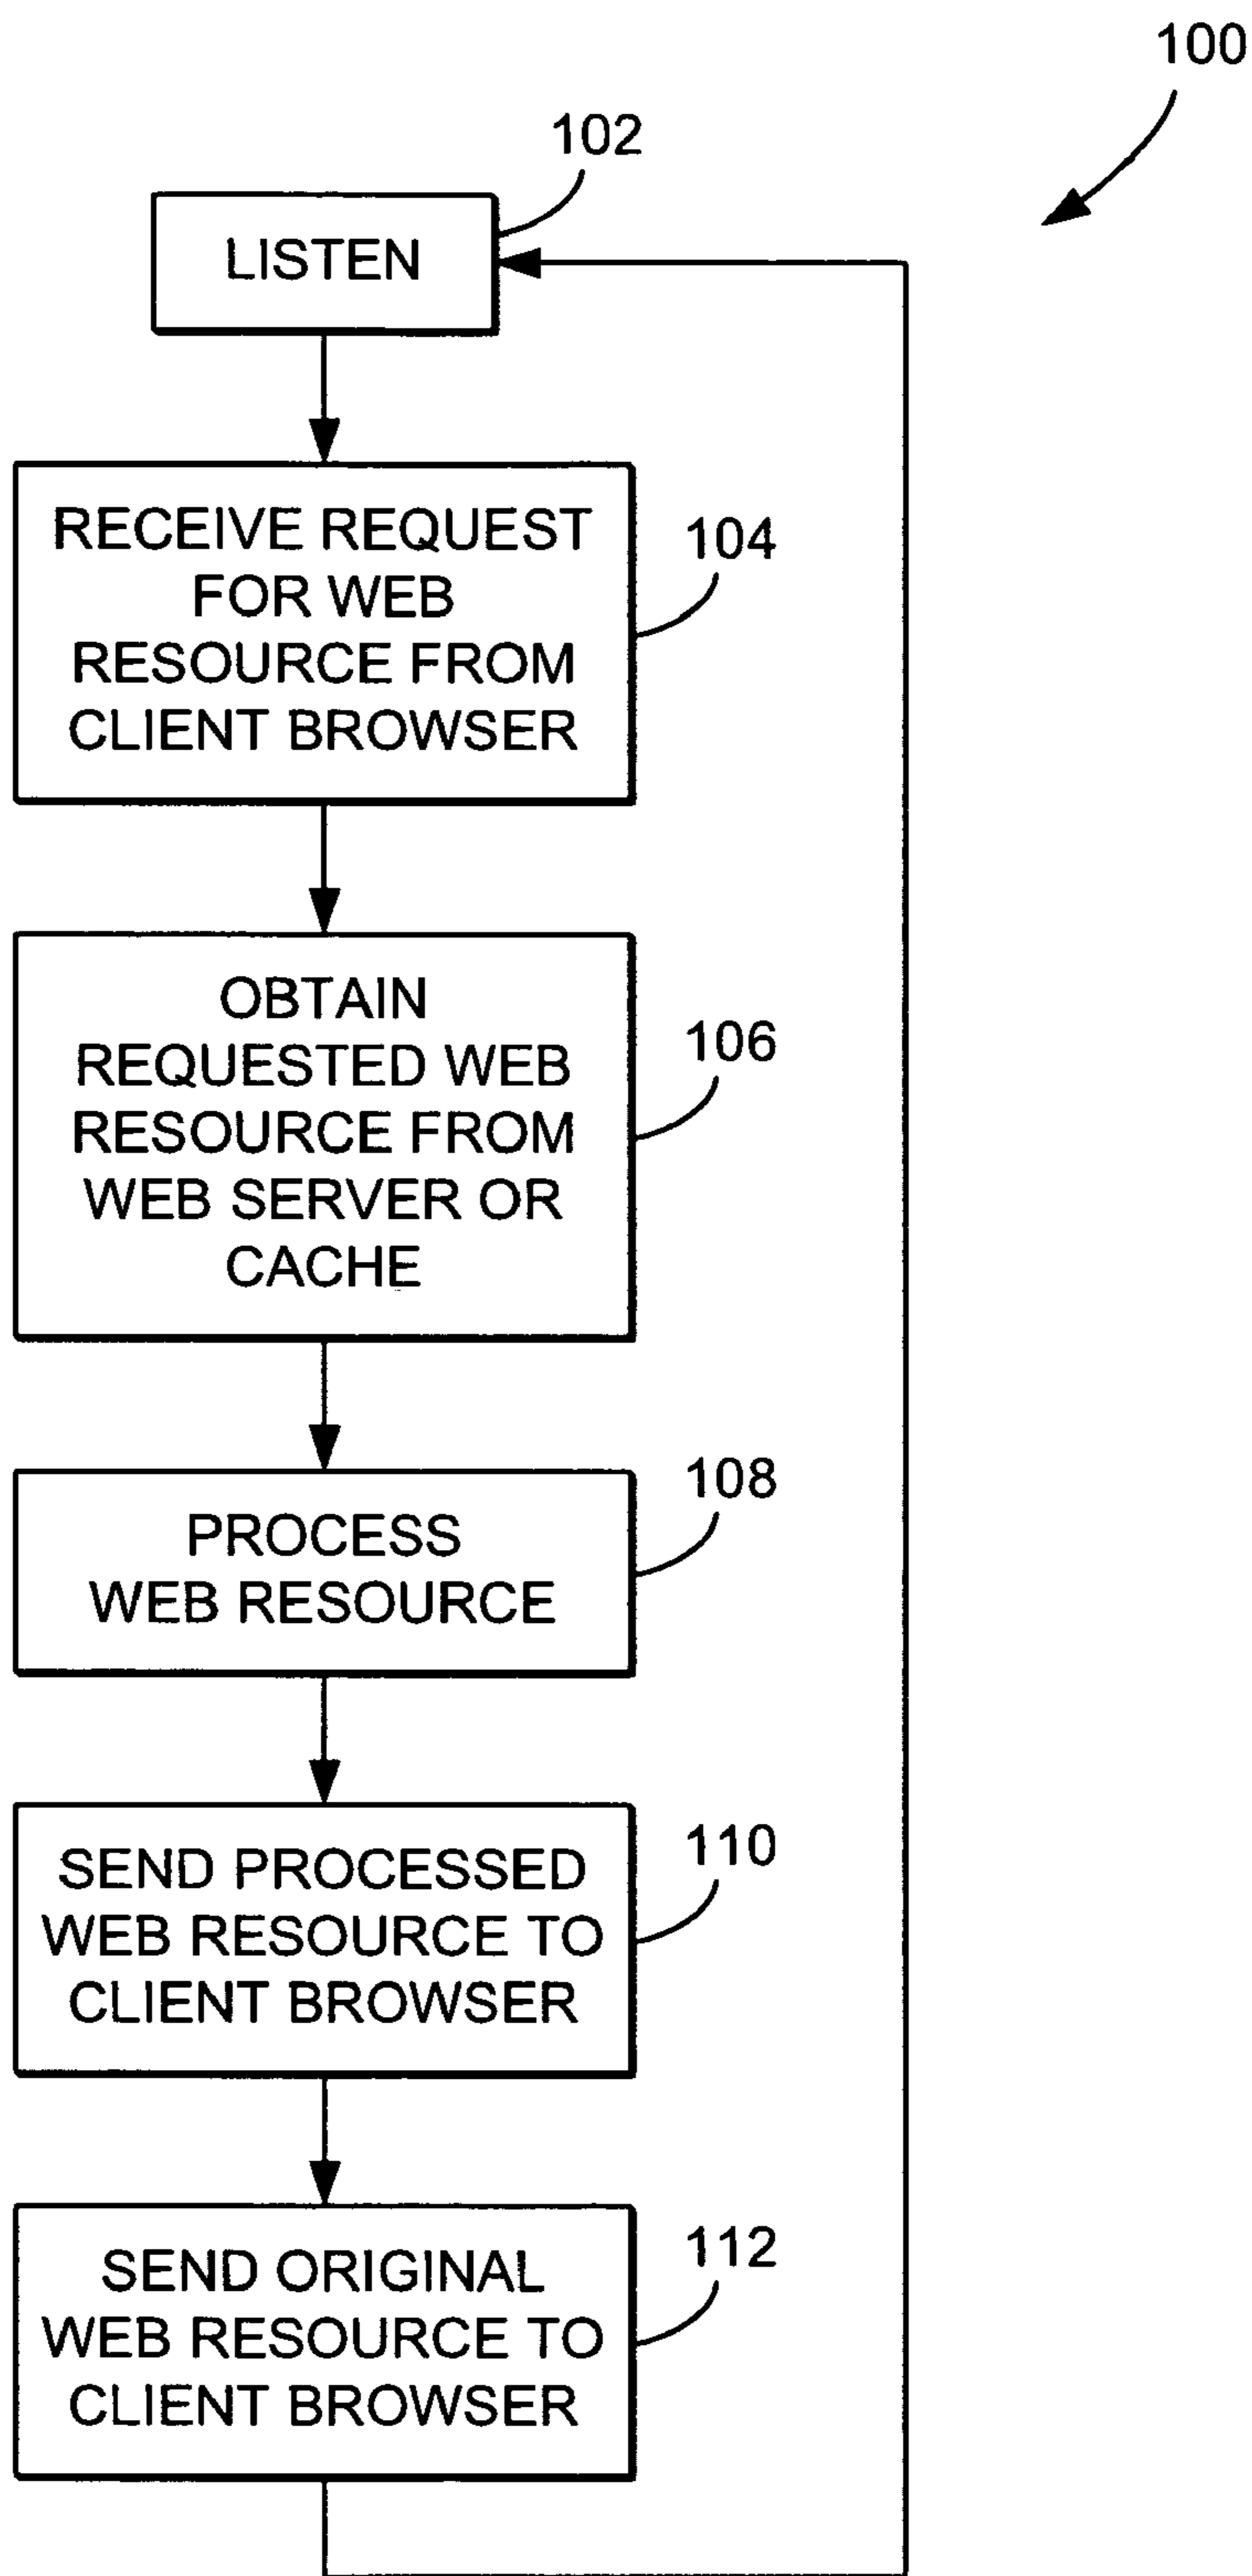 100
102
LISTEN
RECEIVE REQUEST
FOR WEB
RESOURCE FROM
CLIENT BROWSER
104
OBTAIN
REQUESTED WEB
RESOURCE FROM
WEB SERVER OR
CACHE
106
PROCESS
WEB RESOURCE
108
SEND PROCESSED
WEB RESOURCE TO
CLIENT BROWSER
110
SEND ORIGINAL
WEB RESOURCE TO
CLIENT BROWSER
112